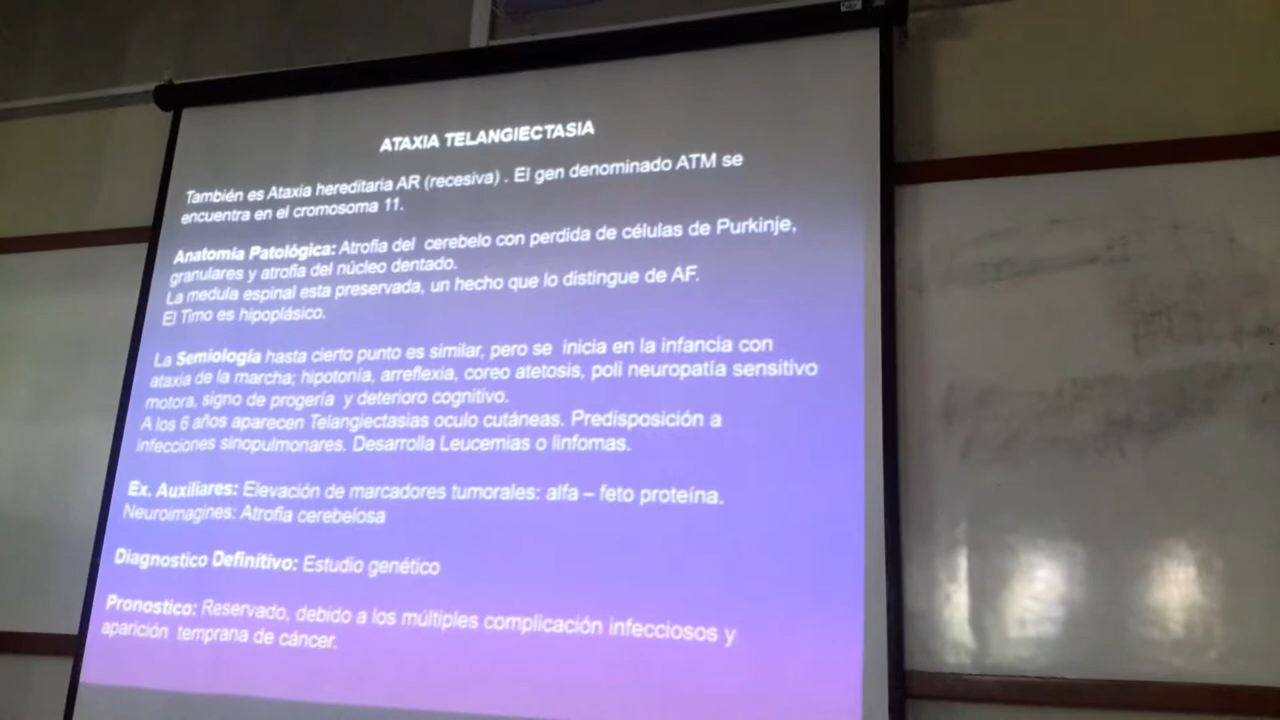 ATAXIA TELANGIECTASIA
También es Ataxia hereditaria AR (recesiva) . El gen denominado ATM se
encuentra en el cromosoma 11.
Anatomía Patológica: Atrofia del cerebelo con perdida de células de Purkinje,
granulares y atrofia del núcleo dentado.
La medula espinal esta preservada, un hecho que lo distingue de AF.
El Timo es hipoplásico.
La Semiología hasta cierto punto es similar, pero se inicia en la infancia con
ataxia de la marcha; hipotonía, arreflexia, coreo atetosis, poli neuropatía sensitivo
motora, signo de progería y deterioro cognitivo.
A los 6 años aparecen Telangiectasias oculo cutáneas. Predisposición a
infecciones sinopulmonares. Desarrolla Leucemias o linfomas.
Ex. Auxiliares: Elevación de marcadores tumorales: alfa – feto proteína.
Neuroimagines: Atrofia cerebelosa
Diagnostico Definitivo: Estudio genético
Pronostico: Reservado, debido a los múltiples complicación infecciosos y
aparición temprana de cáncer.